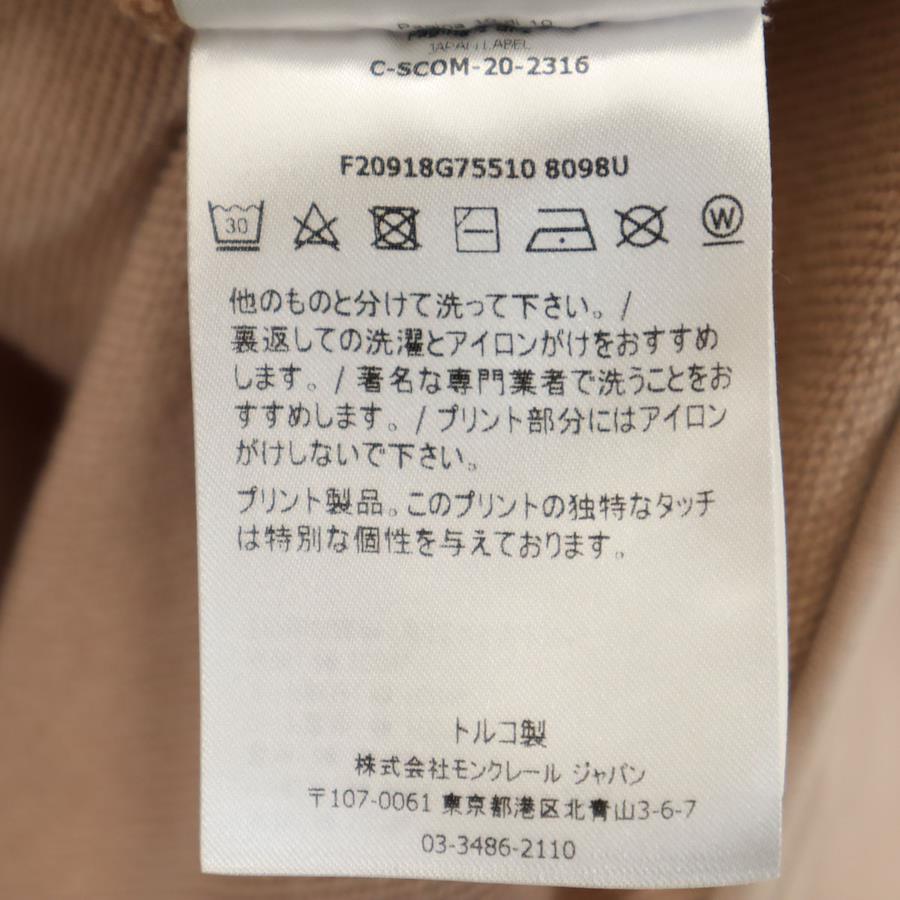 Pagina 10 di 10
JAPAN LABEL
C-SCOM-20-2316
F20918G75510 8098U
30
W
他のものと分けて洗って下さい。/
裏返しての洗濯とアイロンがけをおすすめ
します。/ 著名な専門業者で洗うことをお
すすめします。/ プリント部分にはアイロン
がけしないで下さい。
プリント製品。このプリントの独特なタッチ
は特別な個性を与えております。
トルコ製
株式会社モンクレール ジャパン
〒107-0061 東京都港区北青山3-6-7
03-3486-2110